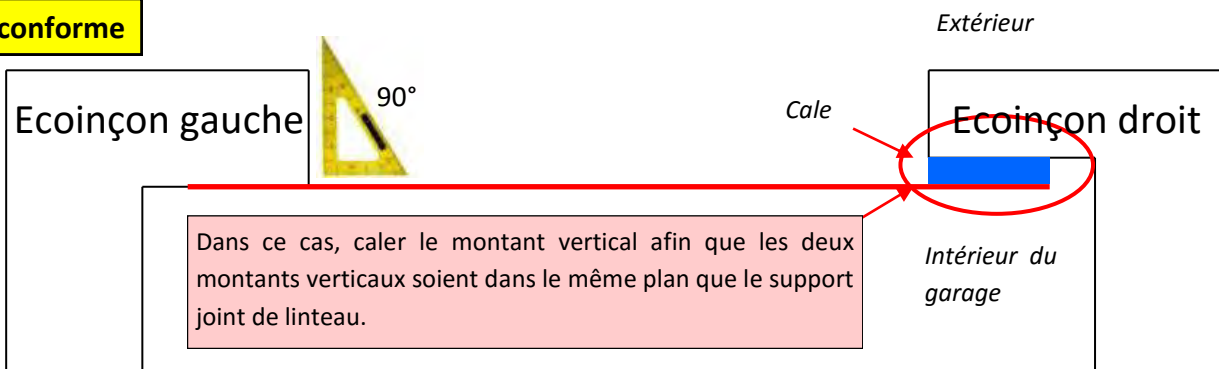 conforme
Extérieur
90°
Cale
Ecoinçon gauche
Ecoinçon droit
Dans ce cas, caler le montant vertical afin que les deux
montants verticaux soient dans le même plan que le support
joint de linteau.
Intérieur du
garage